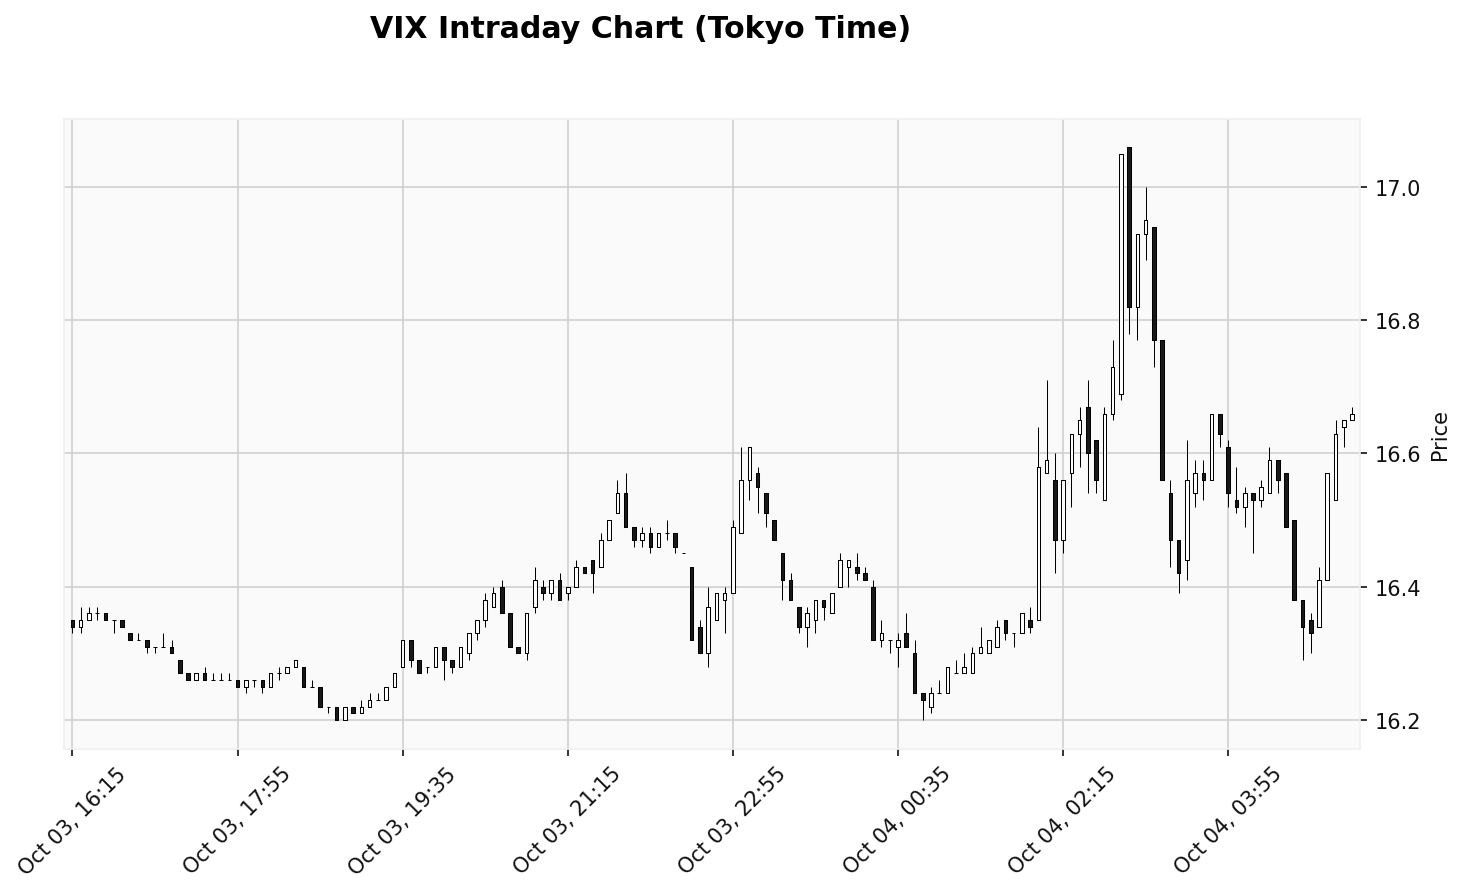 VIX Intraday Chart (Tokyo Time)
17.0
16.8
16.6
16.4
16.2
Price
Oct 03, 16:15
Oct 03, 17:55
Oct 03, 19:35
Oct 03, 21:15
Oct 03, 22:55
Oct 04, 00:35
Oct 04, 02:15
Oct 04, 03:55